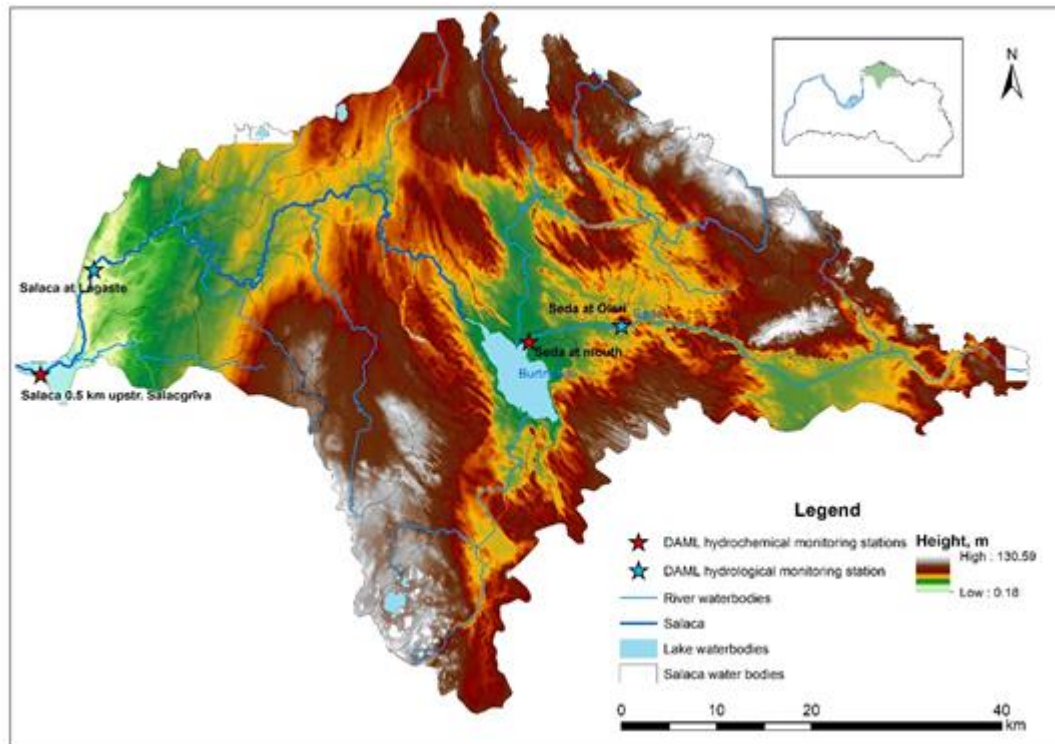 N
Salaca at Lagaste
Seda at Oleri
Seda at mouth
Salaca 0.5 km upstr. Salacgrīva
Legend
DAML hydrochemical monitoring stations
DAML hydrological monitoring station
River waterbodies
Salaca
Lake waterbodies
Salaca water bodies
Height, m
High : 130.59
Low : 0.18
0 10 20 40
km